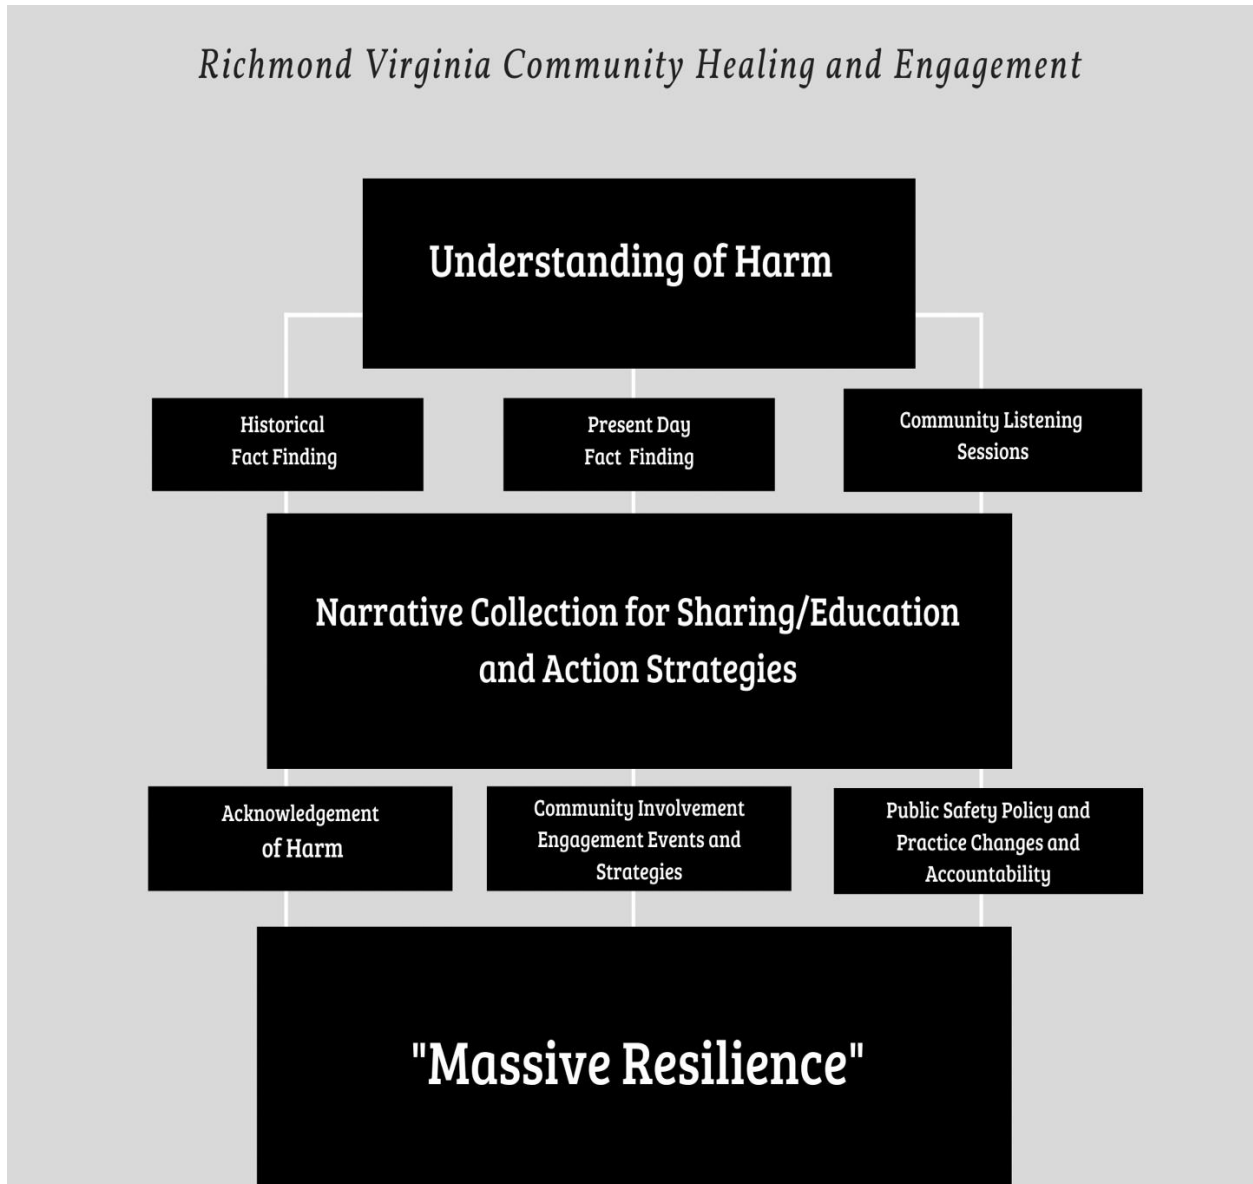 Richmond Virginia Community Healing and Engagement
Understanding of Harm
Historical
Fact Finding
Present Day
Fact Finding
Community Listening
Sessions
Narrative Collection for Sharing/Education
and Action Strategies
Acknowledgement
of Harm
Community Involvement
Engagement Events and
Strategies
Public Safety Policy and
Practice Changes and
Accountability
"Massive Resilience"